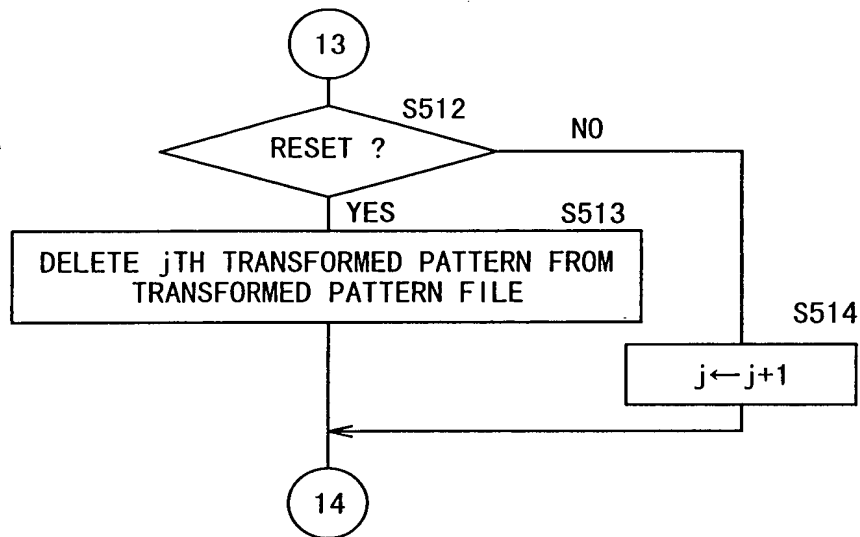 13
S512
RESET ?
NO
YES
S513
DELETE jTH TRANSFORMED PATTERN FROM
TRANSFORMED PATTERN FILE
S514
j←j+1
14